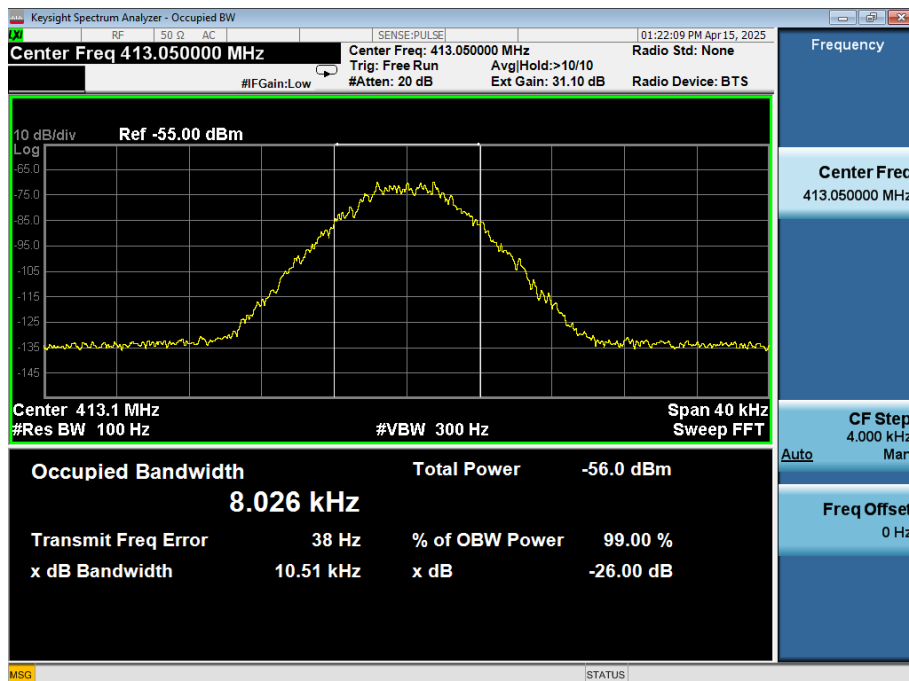 Keysight Spectrum Analyzer - Occupied BW
LXI
RF
50 Ω
AC
SENSE:PULSE
01:22:09 PM Apr 15, 2025
Center Freq 413.050000 MHz
#IFGain:Low
Center Freq: 413.050000 MHz
Radio Std: None
Trig: Free Run
Avg|Hold:>10/10
#Atten: 20 dB
Ext Gain: 31.10 dB
Radio Device: BTS
10 dB/div
Ref -55.00 dBm
Log
-65.0
-75.0
-85.0
-95.0
-105
-115
-125
-135
-145
Center 413.1 MHz
Span 40 kHz
#Res BW 100 Hz
#VBW 300 Hz
Sweep FFT
Occupied Bandwidth
Total Power
-56.0 dBm
8.026 kHz
Transmit Freq Error
38 Hz
% of OBW Power
99.00 %
x dB Bandwidth
10.51 kHz
x dB
-26.00 dB
MSG
STATUS
Frequency
Center Freq
413.050000 MHz
CF Step
4.000 kHz
Auto
Man
Freq Offset
0 Hz